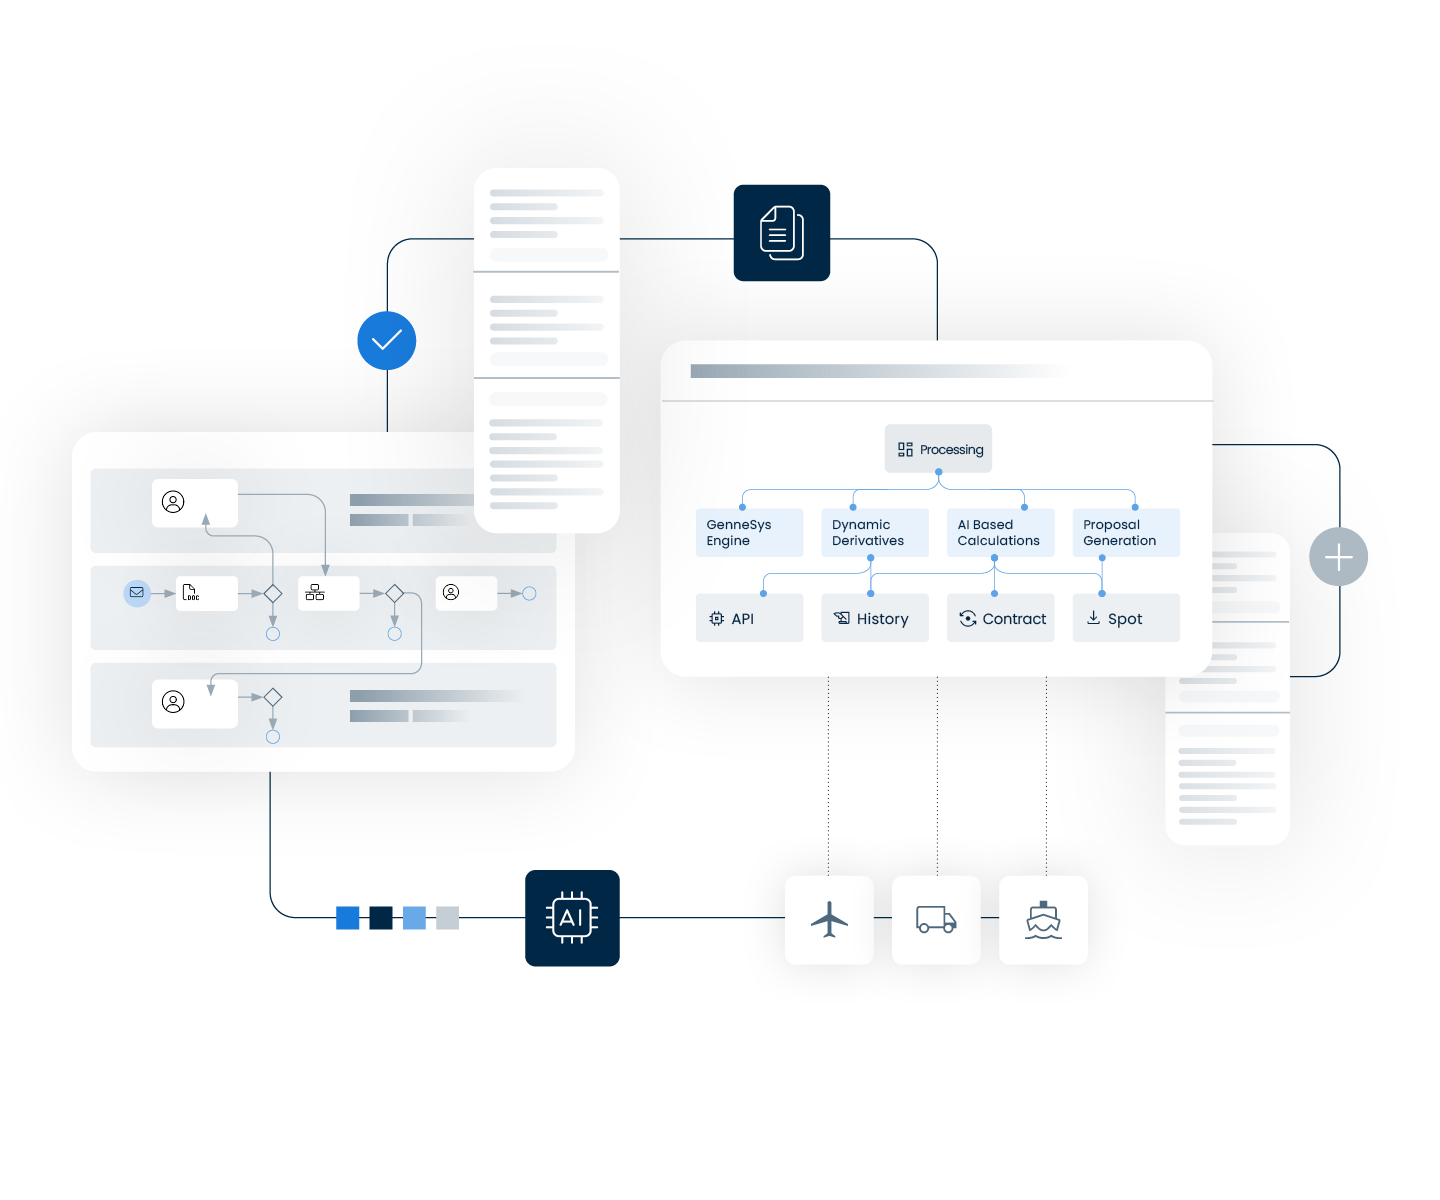 Processing
GenneSys
Engine
Dynamic
Derivatives
AI Based
Calculations
Proposal
Generation
DOC
API
History
Contract
Spot
AI